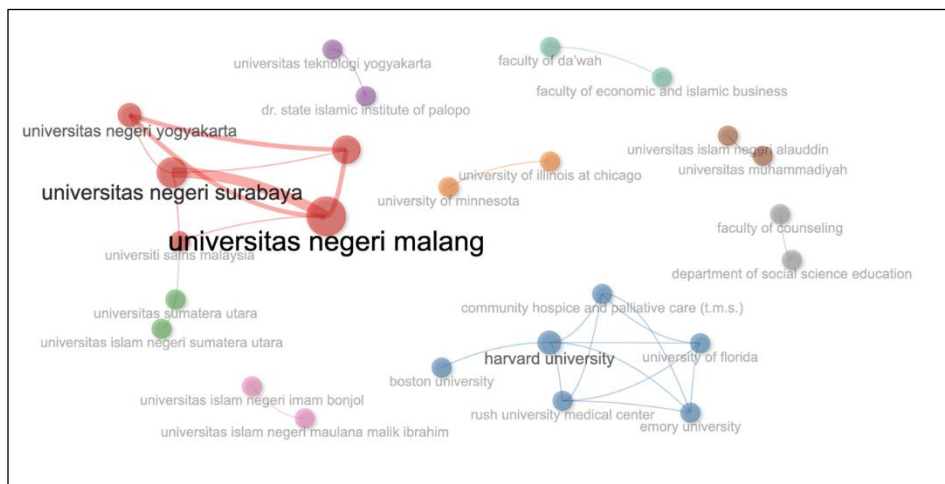 universitas teknologi yogyakarta
dr. state islamic institute of palopo
faculty of da'wah
faculty of economic and islamic business
universitas negeri yogyakarta
universitas negeri surabaya
universitas negeri malang
universiti sains malaysia
universitas islam negeri alauddin
universitas muhammadiyah
university of illinois at chicago
university of minnesota
faculty of counseling
department of social science education
universitas sumatera utara
universitas islam negeri sumatera utara
community hospice and palliative care (t.m.s.)
harvard university
university of florida
boston university
rush university medical center
emory university
universitas islam negeri imam bonjol
universitas islam negeri maulana malik ibrahim